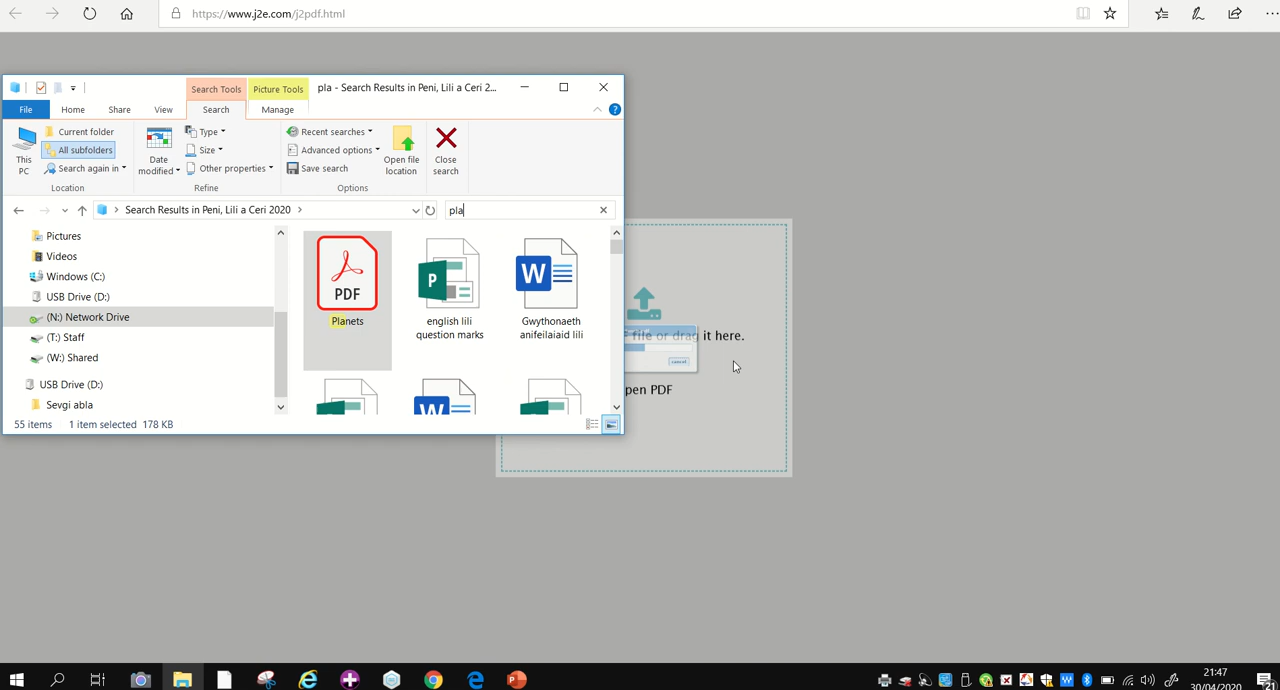 https://www.j2e.com/j2pdf.html
Search Tools
Picture Tools
pla - Search Results in Peni, Lili a Ceri 2...
File
Home
Share
View
Search
Manage
This PC
Current folder
All subfolders
Search again in
Location
Date modified
Type
Size
Other properties
Refine
Recent searches
Advanced options
Save search
Options
Open file location
Close search
Search Results in Peni, Lili a Ceri 2020
pla
Pictures
Videos
Windows (C:)
USB Drive (D:)
(N:) Network Drive
(T:) Staff
(W:) Shared
USB Drive (D:)
Sevgi abla
PDF
Planets
P
english lili
question marks
W
Gwythonaeth
anifeilaiaid lili
55 items
1 item selected 178 KB
file or drag it here.
cancel
pen PDF
21:47
30/04/2020
21